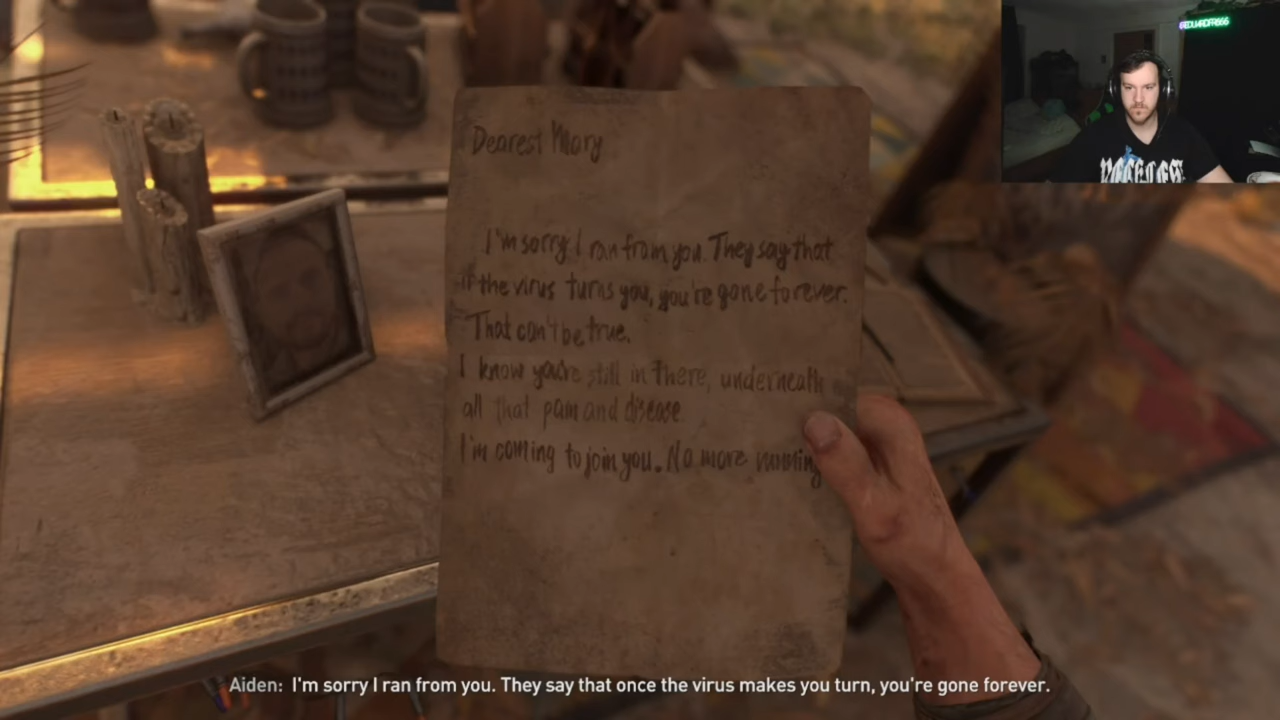 Dearest Mary
I'm sorry I ran from you. They say that
if the virus turns you, you're gone forever.
That can't be true.
I know you're still in there, underneath
all that pain and disease.
I'm coming to join you. No more running
Aiden: I'm sorry I ran from you. They say that once the virus makes you turn, you're gone forever.